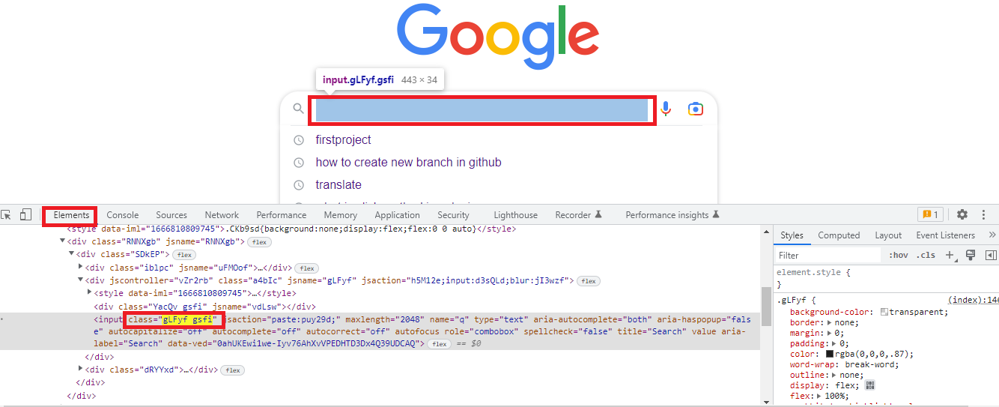 Google
input.gLFyf.gsfi 443 × 34
firstproject
how to create new branch in github
translate
Elements Console Sources Network Performance Memory Application Security Lighthouse Recorder Performance insights 1
<style data-iml="1666810809745">.CKb9sd{background:none;display:flex;flex:0 0 auto}</style>
<div class="RNNXgb" jsname="RNNXgb"> flex
<div class="SDkEP"> flex
<div class="iblpc" jsname="uFMOof">…</div> flex
<div jscontroller="vZr2rb" class="a4bIc" jsname="gLFyf" jsaction="h5M12e;input:d3sQLd;blur:jI3wzf"> flex
<style data-iml="1666810809745">…</style>
<div class="YacQv gsfi" jsname="vdLsw"></div>
<input class="gLFyf gsfi" jsaction="paste:puy29d;" maxlength="2048" name="q" type="text" aria-autocomplete="both" aria-haspopup="fals
e" autocapitalize="off" autocomplete="off" autocorrect="off" autofocus role="combobox" spellcheck="false" title="Search" value aria-
label="Search" data-ved="0ahUKEwi1we-Iyv76AhXvVPEDHTD3Dx4Q39UDCAQ"> flex == $0
</div>
<div class="dRYYxd">…</div> flex
</div>
</div>
Styles Computed Layout Event Listeners »
Filter :hov .cls +
element.style {
}
.gLFyf { (index):140
background-color: transparent;
border: none;
margin: 0;
padding: 0;
color: rgba(0,0,0,.87);
word-wrap: break-word;
outline: none;
display: flex;
flex: 100%;